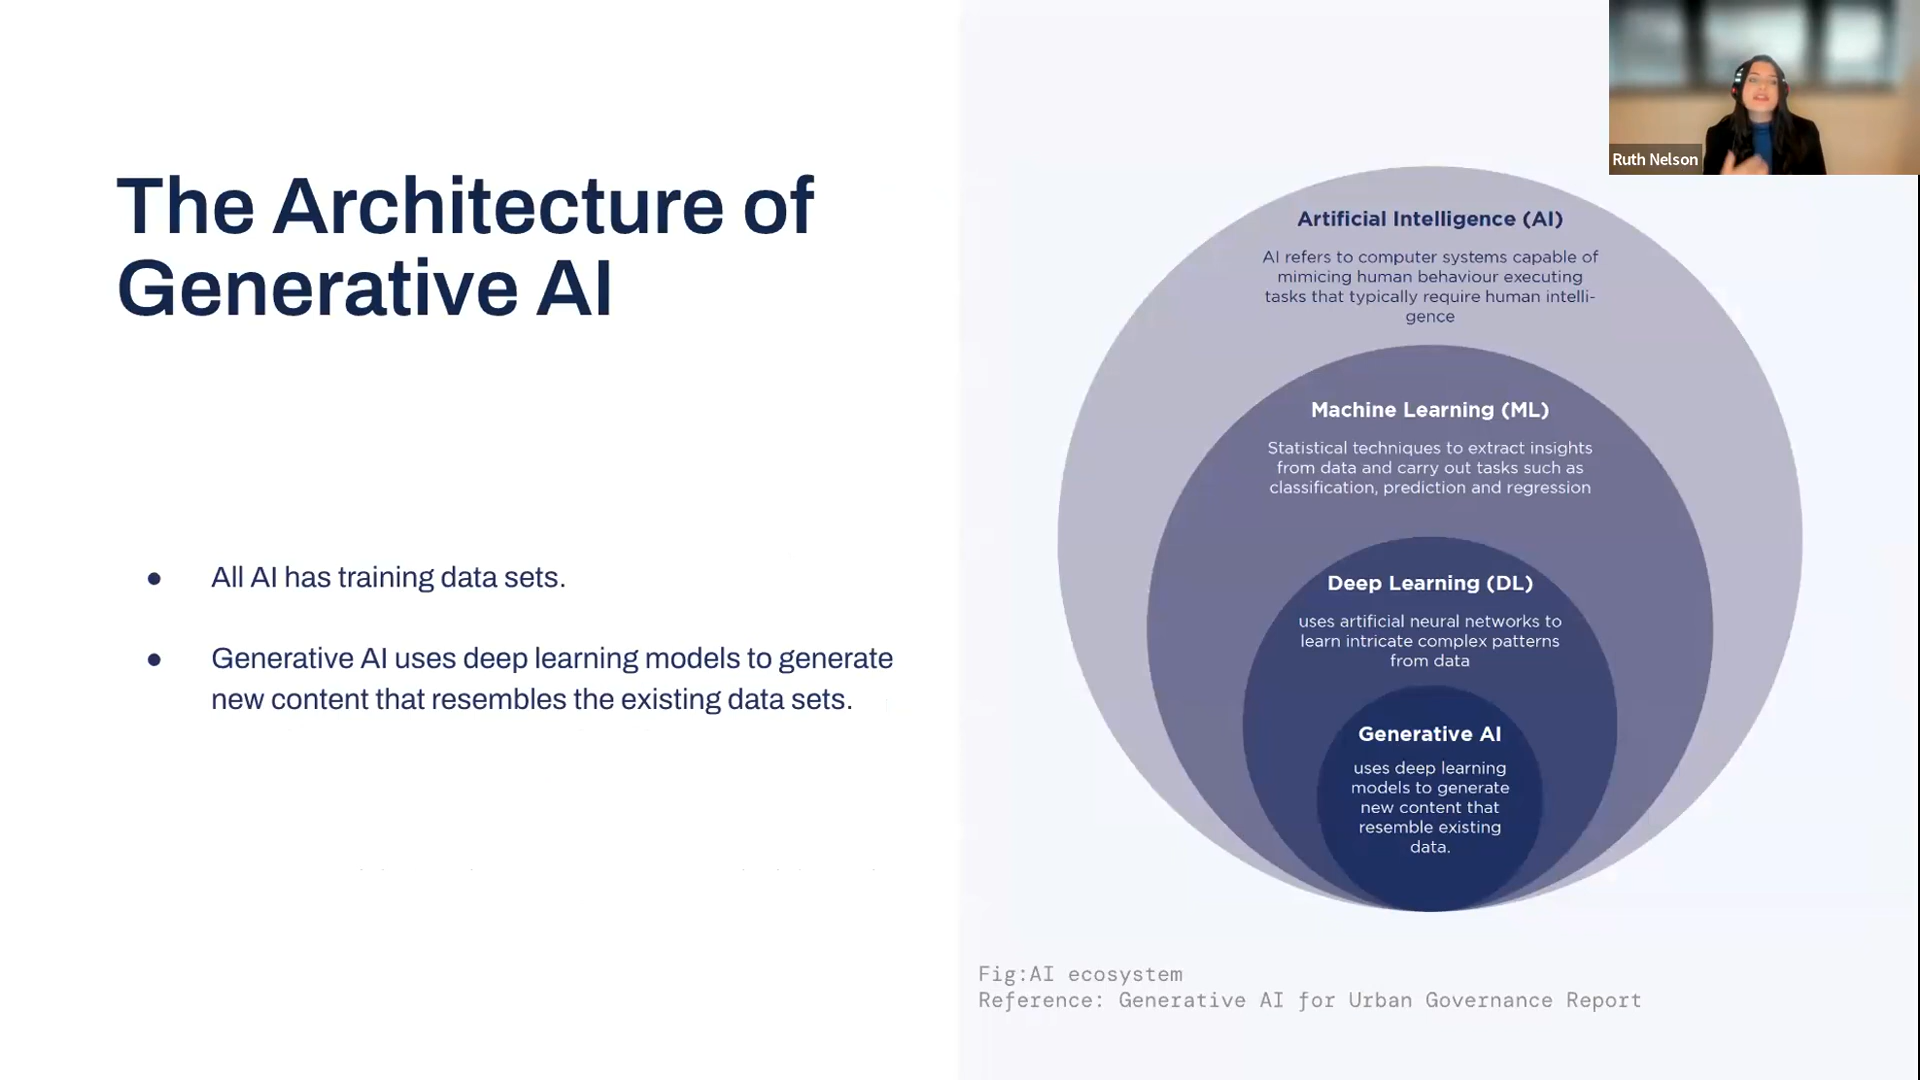 Ruth Nelson
The Architecture of
Generative AI
● All AI has training data sets.
● Generative AI uses deep learning models to generate
new content that resembles the existing data sets.
Artificial Intelligence (AI)
AI refers to computer systems capable of
mimicing human behaviour executing
tasks that typically require human intelli-
gence
Machine Learning (ML)
Statistical techniques to extract insights
from data and carry out tasks such as
classification, prediction and regression
Deep Learning (DL)
uses artificial neural networks to
learn intricate complex patterns
from data
Generative AI
uses deep learning
models to generate
new content that
resemble existing
data.
Fig:AI ecosystem
Reference: Generative AI for Urban Governance Report